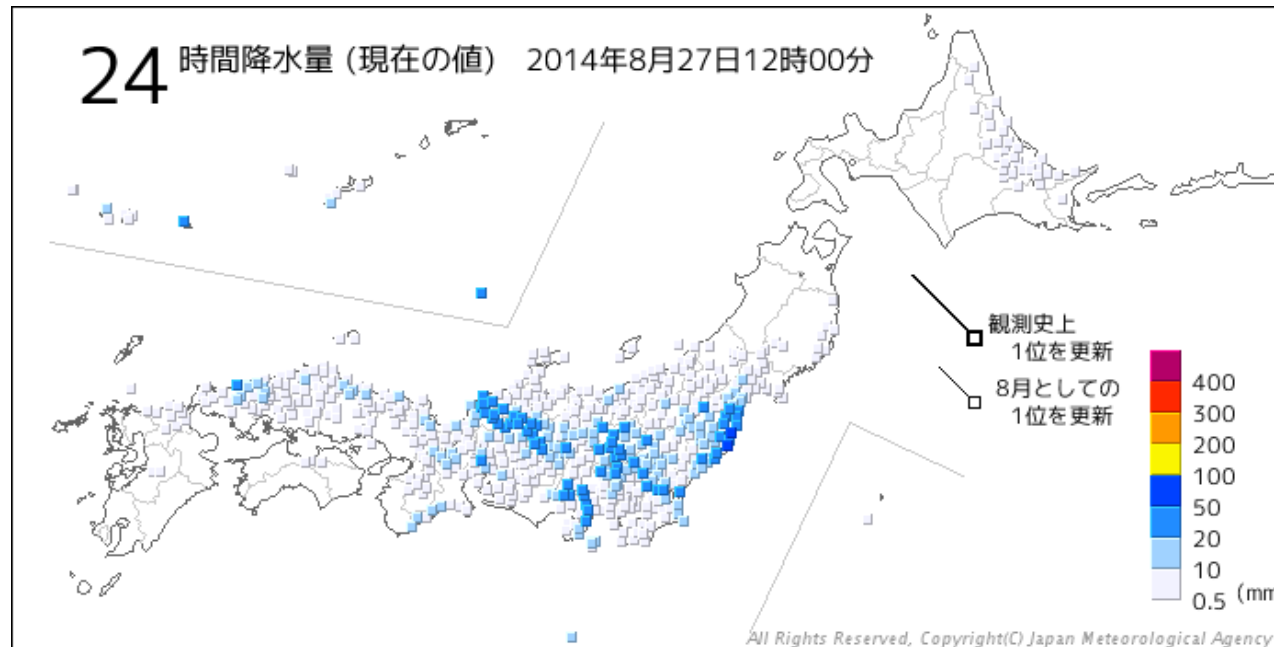 24時間降水量 (現在の値) 2014年8月27日12時00分
観測史上
1位を更新
8月としての
1位を更新
400
300
200
100
50
20
10
0.5 (mm
All Rights Reserved, Copyright(C) Japan Meteorological Agency